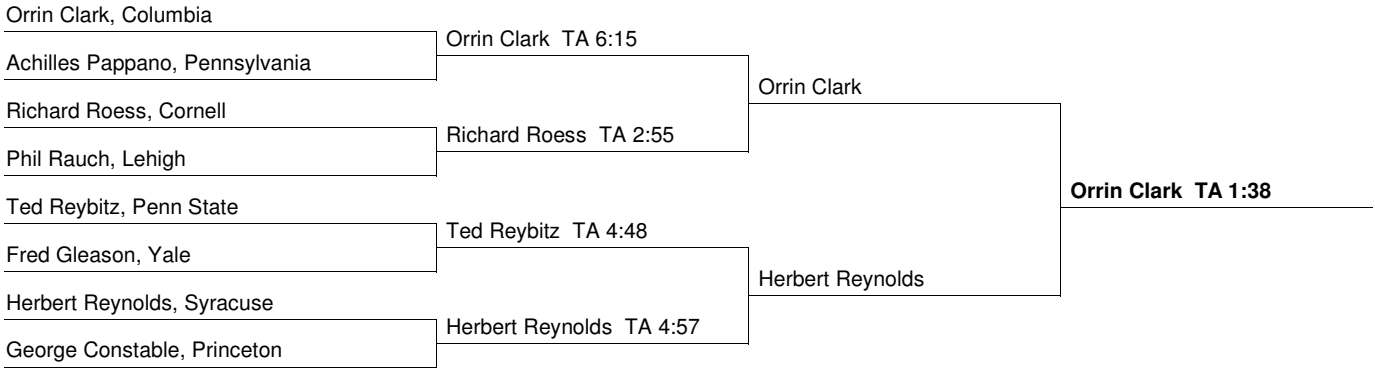 Orrin Clark, Columbia
Achilles Pappano, Pennsylvania
Richard Roess, Cornell
Phil Rauch, Lehigh
Ted Reybitz, Penn State
Fred Gleason, Yale
Herbert Reynolds, Syracuse
George Constable, Princeton
Orrin Clark TA 6:15
Richard Roess TA 2:55
Ted Reybitz TA 4:48
Herbert Reynolds TA 4:57
Orrin Clark
Herbert Reynolds
Orrin Clark TA 1:38